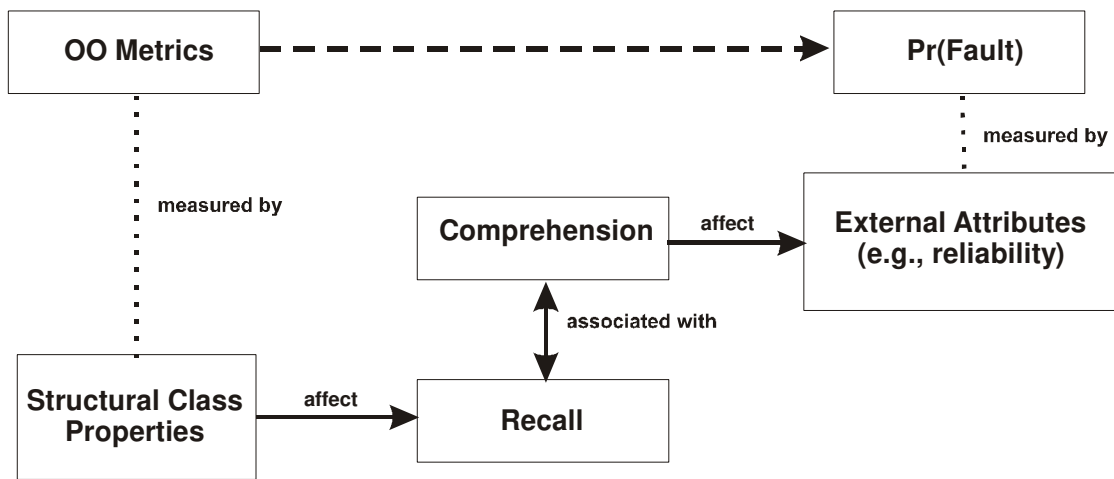 OO Metrics
Pr(Fault)
measured by
measured by
Comprehension
affect
External Attributes
(e.g., reliability)
associated with
Structural Class
Properties
affect
Recall